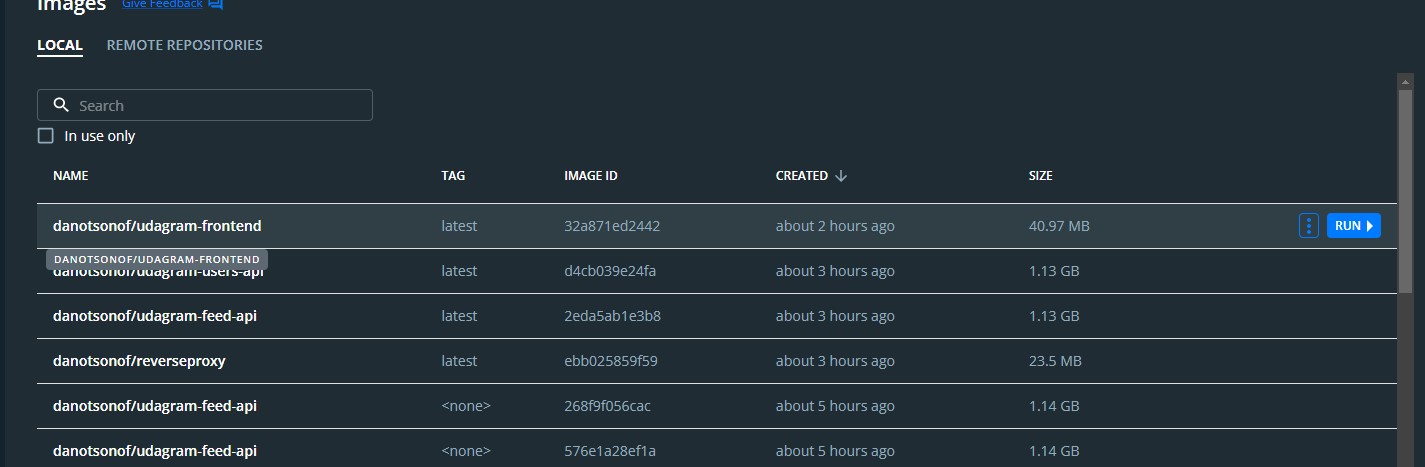 Images Give Feedback
LOCAL REMOTE REPOSITORIES
Search
In use only
NAME TAG IMAGE ID CREATED SIZE
danotsonof/udagram-frontend latest 32a871ed2442 about 2 hours ago 40.97 MB RUN
DANOTSONOF/UDAGRAM-FRONTEND
danotsonof/udagram-users-api latest d4cb039e24fa about 3 hours ago 1.13 GB
danotsonof/udagram-feed-api latest 2eda5ab1e3b8 about 3 hours ago 1.13 GB
danotsonof/reverseproxy latest ebb025859f59 about 3 hours ago 23.5 MB
danotsonof/udagram-feed-api <none> 268f9f056cac about 5 hours ago 1.14 GB
danotsonof/udagram-feed-api <none> 576e1a28ef1a about 5 hours ago 1.14 GB